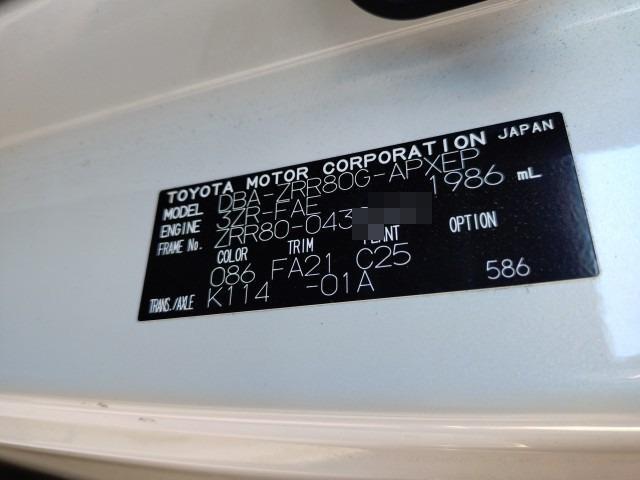 TOYOTA MOTOR CORPORATION JAPAN
MODEL DBA-ZRR80G-APXEP
ENGINE 3ZR-FAE 1986 mL
FRAME No. ZRR80-043
COLOR TRIM PLANT OPTION
086 FA21 C25
TRANS./AXLE K114 -01A 586